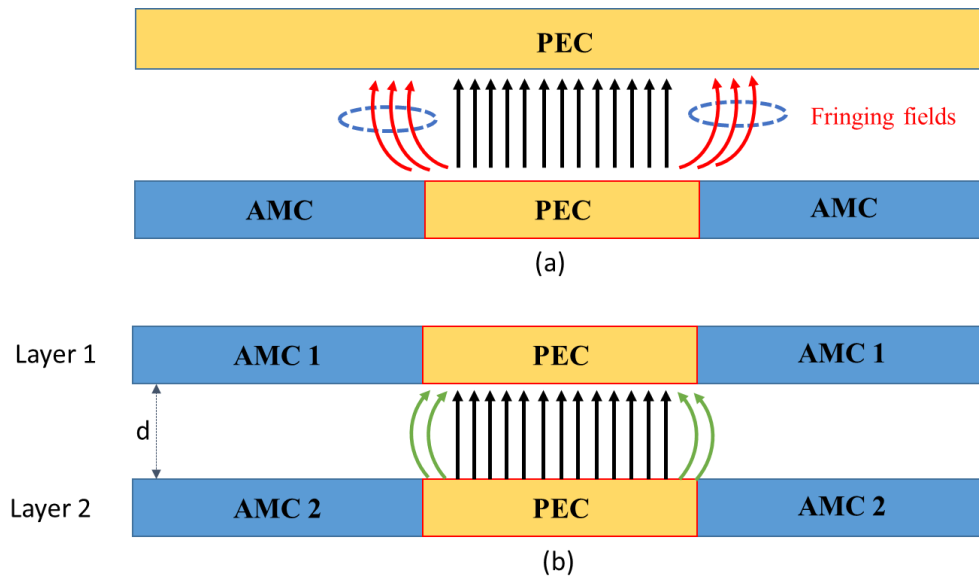 PEC
Fringing fields
AMC PEC AMC
(a)
Layer 1 AMC 1 PEC AMC 1
d
Layer 2 AMC 2 PEC AMC 2
(b)